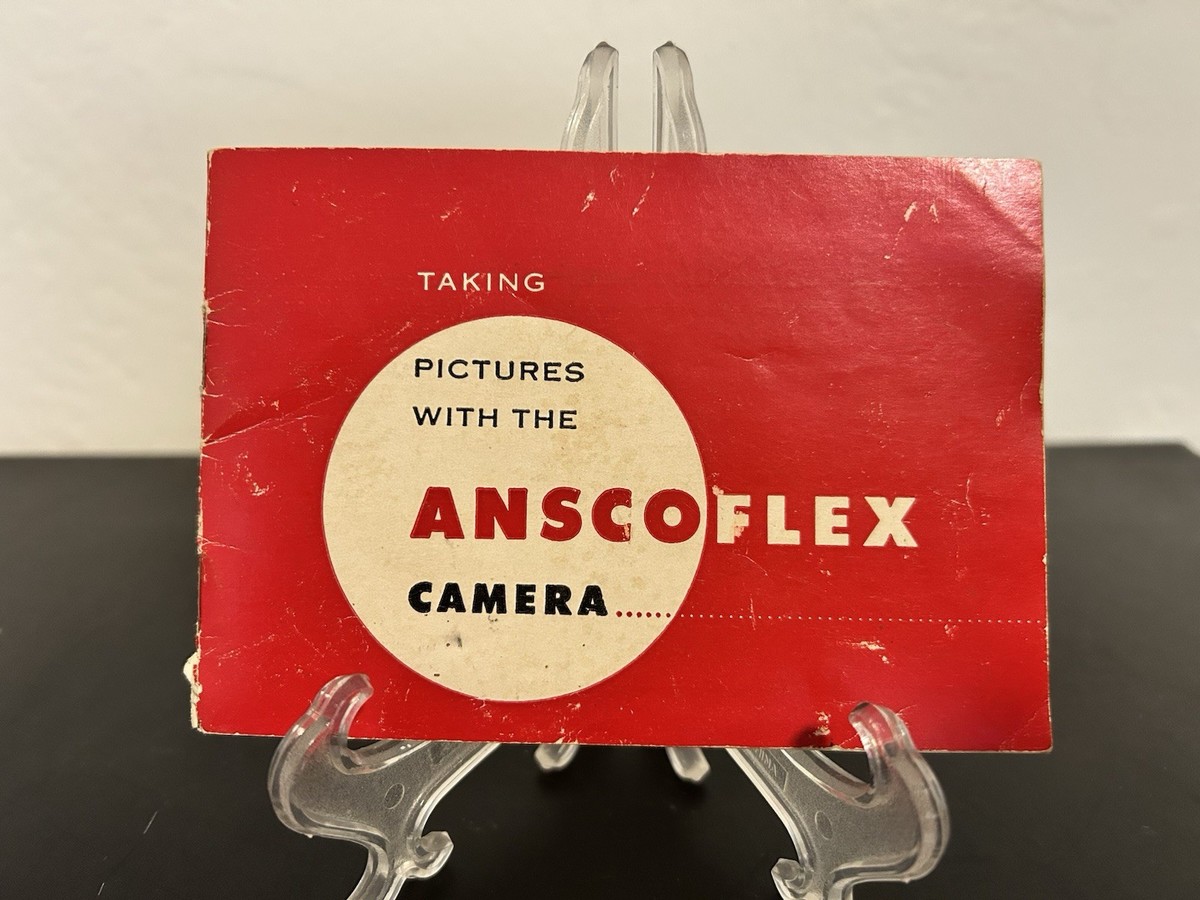 TAKING
PICTURES
WITH THE
ANSCOFLEX
CAMERA......